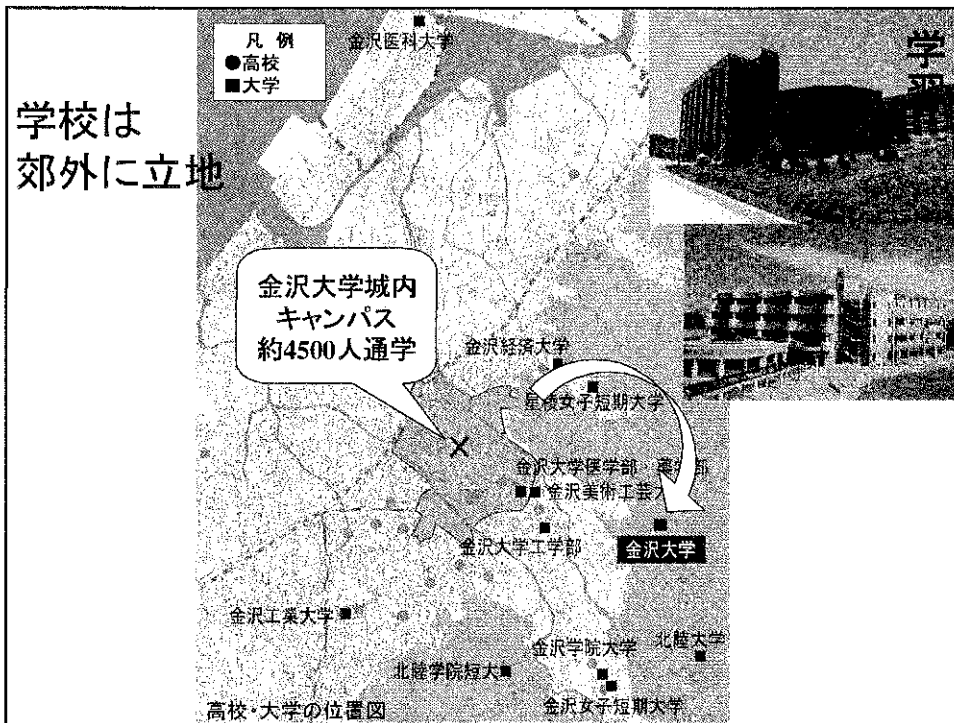 学校は
郊外に立地
凡 例
●高校
■大学
金沢医科大学
学習
金沢大学城内
キャンパス
約4500人通学
金沢経済大学
星稜女子短期大学
金沢大学医学部・薬学部
金沢美術工芸大
金沢大学工学部
金沢大学
金沢工業大学
金沢学院大学
北陸大学
北陸学院短大
金沢女子短期大学
高校・大学の位置図